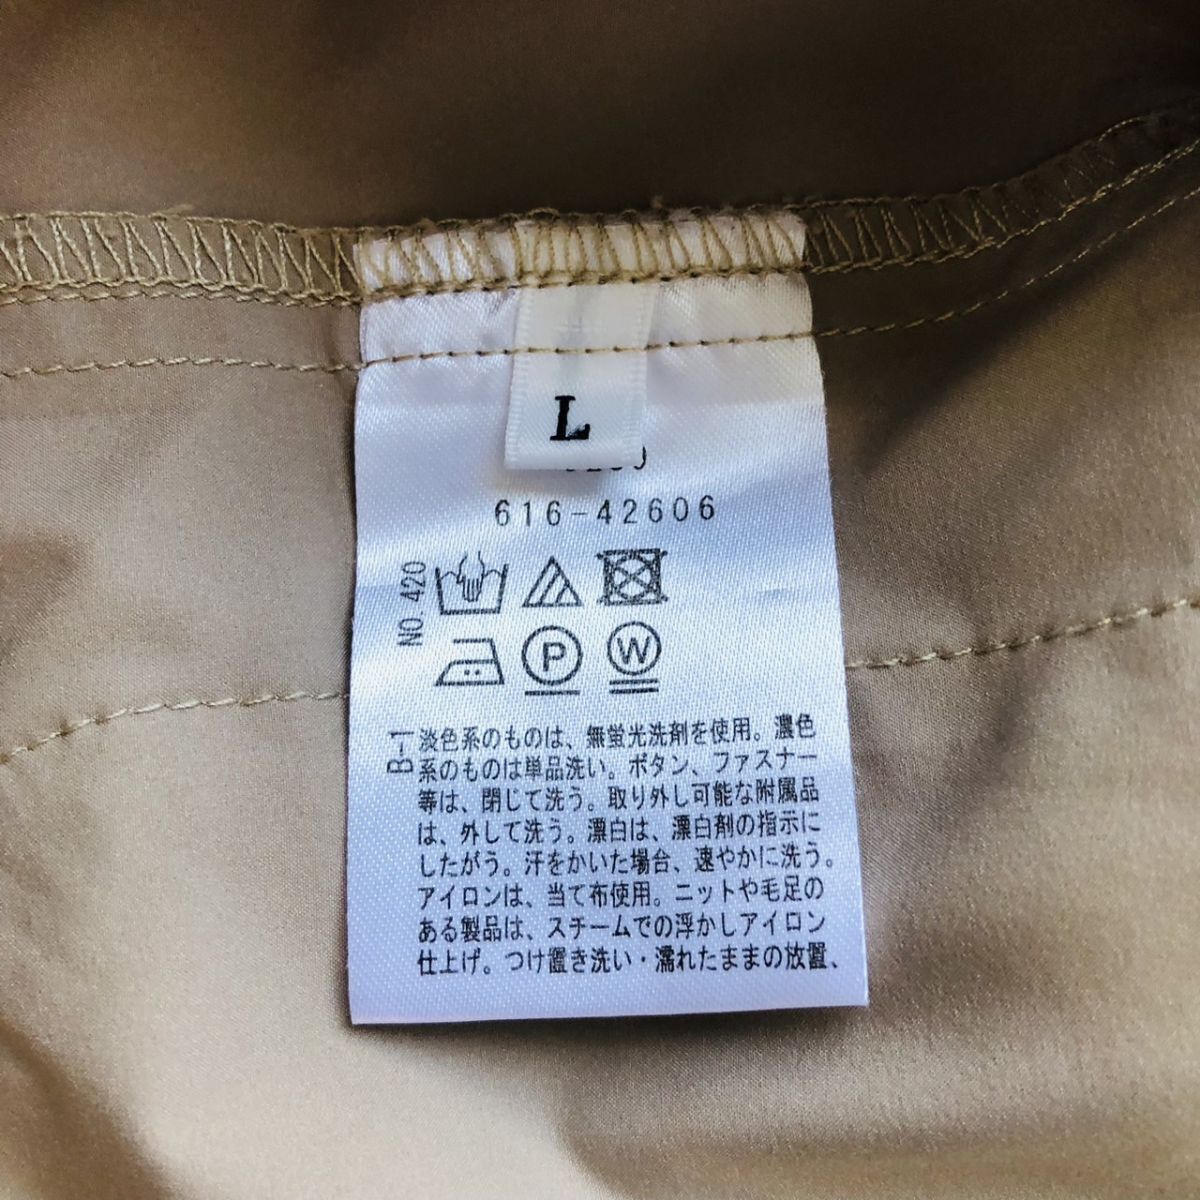 L
616-42606
NO. 420
P
W
B-1
淡色系のものは、無蛍光洗剤を使用。濃色
系のものは単品洗い。ボタン、ファスナー
等は、閉じて洗う。取り外し可能な附属品
は、外して洗う。漂白は、漂白剤の指示に
したがう。汗をかいた場合、速やかに洗う。
アイロンは、当て布使用。ニットや毛足の
ある製品は、スチームでの浮かしアイロン
仕上げ。つけ置き洗い・濡れたままの放置、